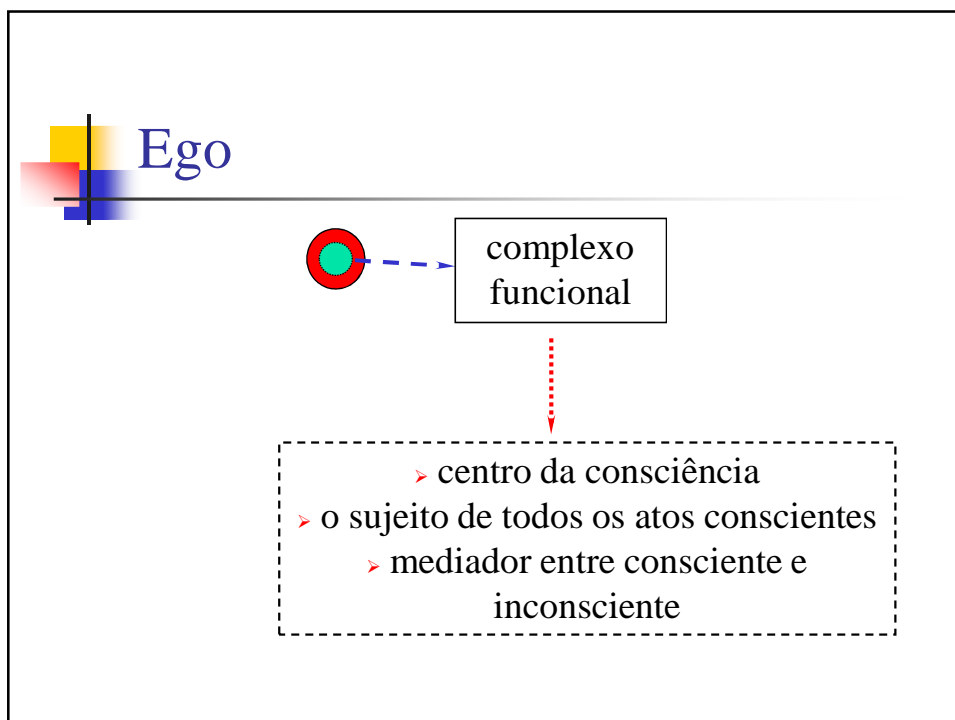 Ego
complexo
funcional
➢ centro da consciência
➢ o sujeito de todos os atos conscientes
➢ mediador entre consciente e
inconsciente